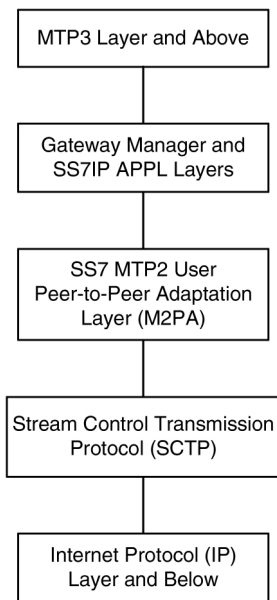 MTP3 Layer and Above
Gateway Manager and
SS7IP APPL Layers
SS7 MTP2 User
Peer-to-Peer Adaptation
Layer (M2PA)
Stream Control Transmission
Protocol (SCTP)
Internet Protocol (IP)
Layer and Below